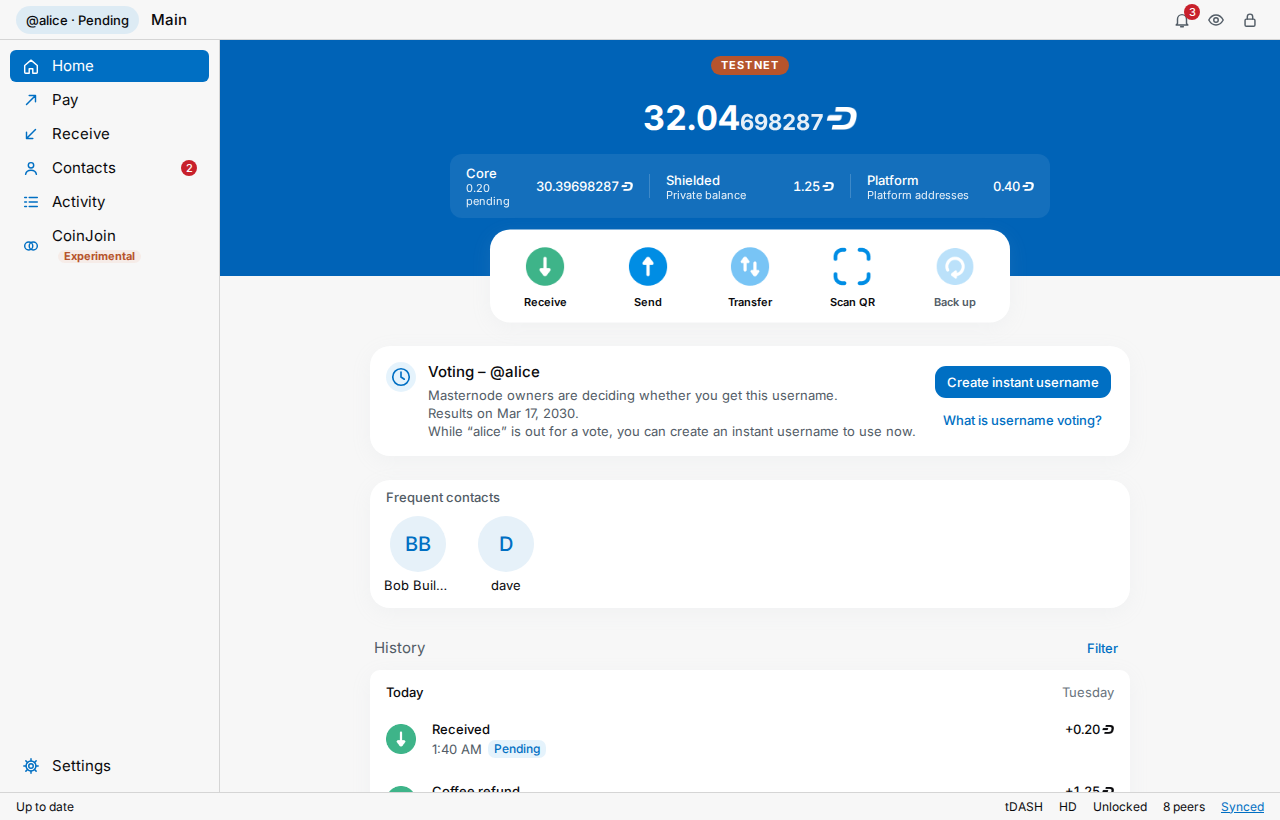 @alice · Pending Main 3
Home
Pay
Receive
Contacts 2
Activity
CoinJoin
Experimental
Settings
TESTNET
32.04698287
Core
0.20
pending
30.39698287
Shielded
Private balance
1.25
Platform
Platform addresses
0.40
Receive Send Transfer Scan QR Back up
Voting – @alice
Masternode owners are deciding whether you get this username.
Results on Mar 17, 2030.
While “alice” is out for a vote, you can create an instant username to use now.
Create instant username
What is username voting?
Frequent contacts
BB D
Bob Buil... dave
History Filter
Today Tuesday
Received +0.20
1:40 AM Pending
Coffee refund +1.25
Up to date tDASH HD Unlocked 8 peers Synced